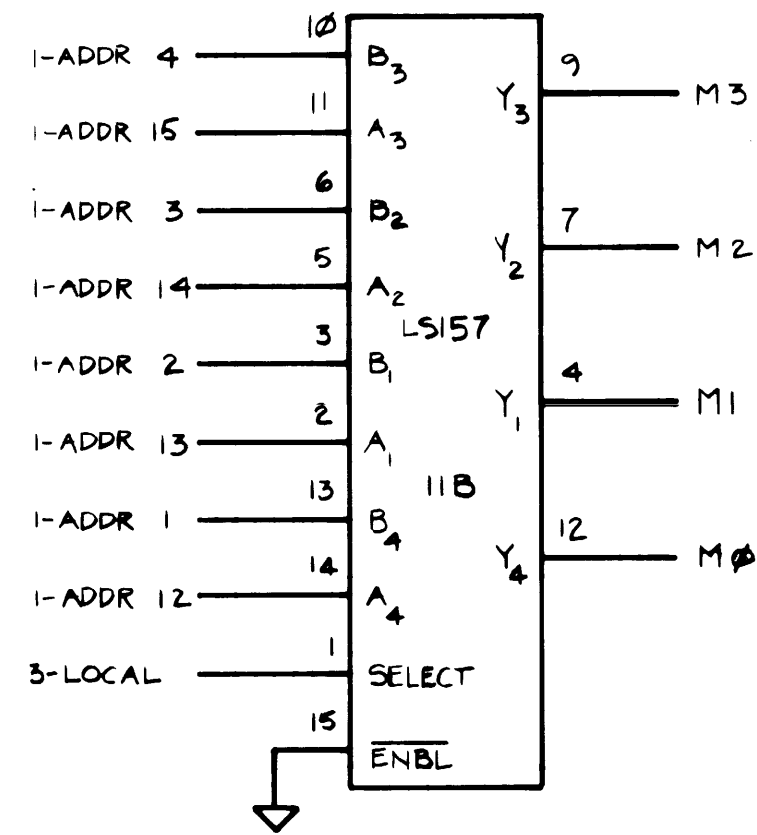 10
1-ADDR 4 B3
9
Y3 M3
11
1-ADDR 15 A3
6
1-ADDR 3 B2
7
Y2 M2
5
1-ADDR 14 A2
LS157
3
1-ADDR 2 B1
4
Y1 M1
2
1-ADDR 13 A1
11B
13
1-ADDR 1 B4
12
Y4 MØ
14
1-ADDR 12 A4
1
3-LOCAL SELECT
15
ENBL